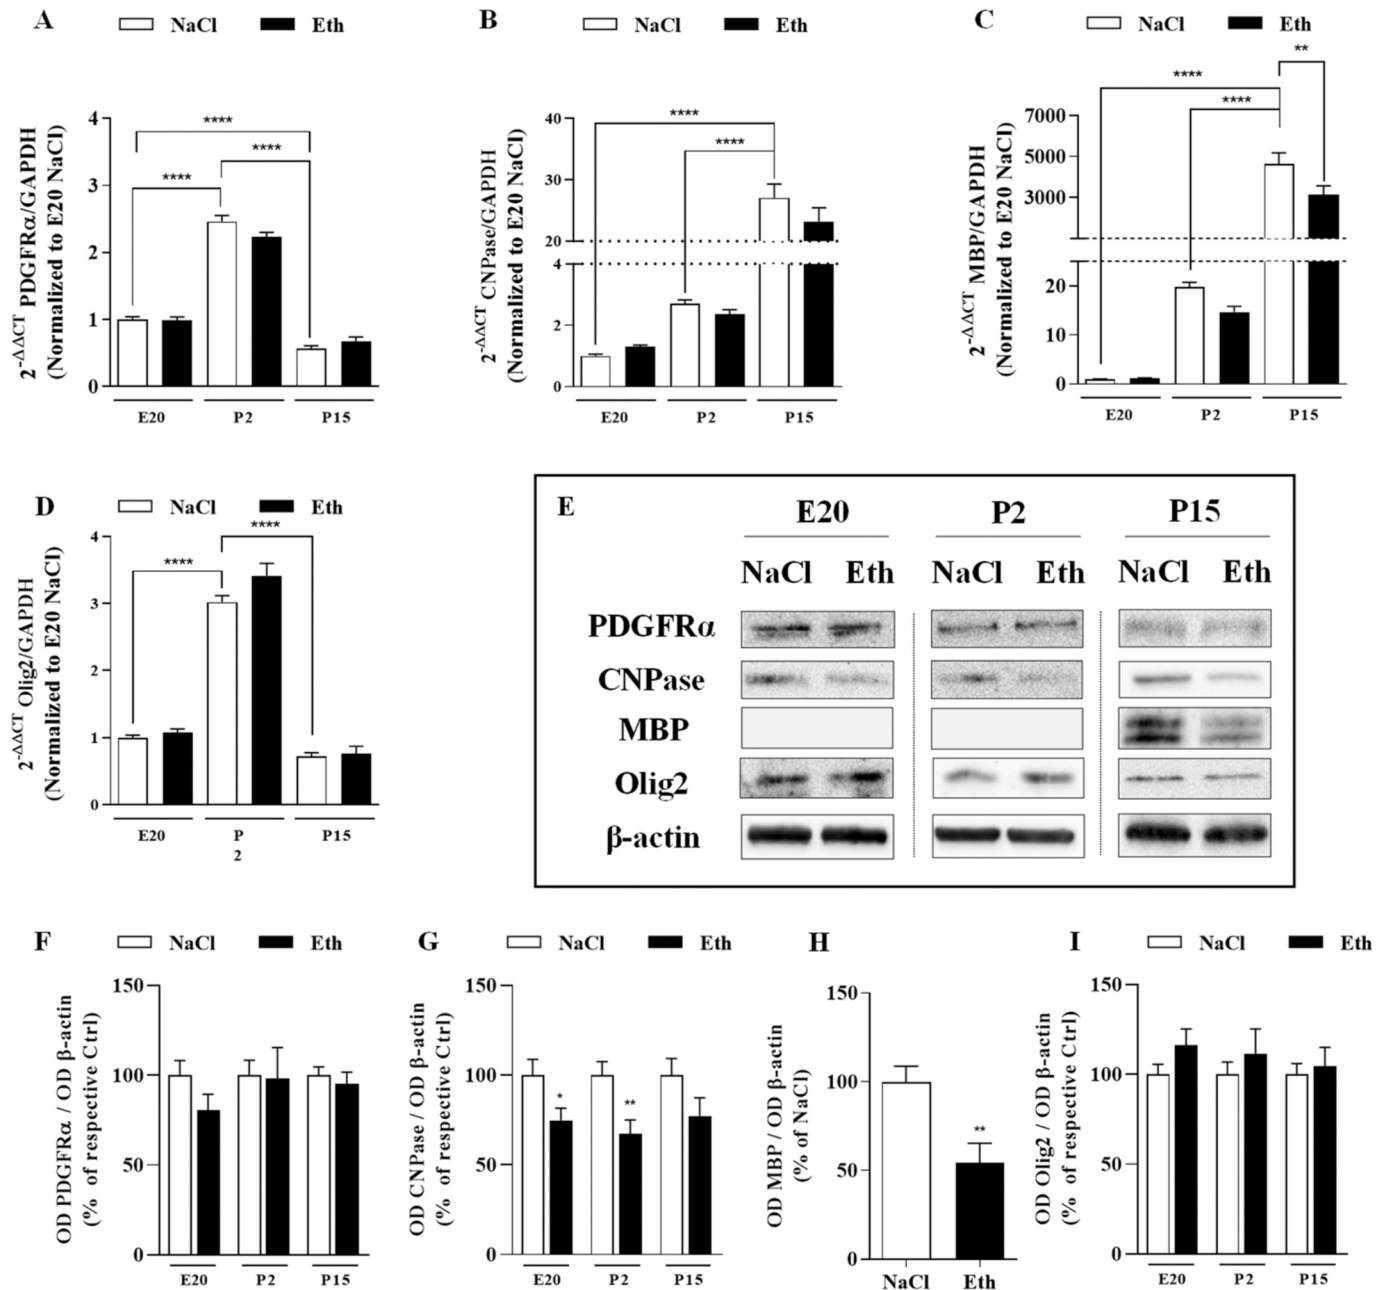 A NaCl Eth
2-ΔΔCT PDGFRα/GAPDH
(Normalized to E20 NaCl)
4
3
2
1
0
****
****
****
E20 P2 P15
B NaCl Eth
2-ΔΔCT CNPase/GAPDH
(Normalized to E20 NaCl)
40
30
20
4
2
0
****
****
E20 P2 P15
C NaCl Eth
2-ΔΔCT MBP/GAPDH
(Normalized to E20 NaCl)
7000
5000
3000
20
10
0
**
****
****
E20 P2 P15
D NaCl Eth
2-ΔΔCT Olig2/GAPDH
(Normalized to E20 NaCl)
4
3
2
1
0
****
****
E20 P P15
2
E E20 P2 P15
NaCl Eth NaCl Eth NaCl Eth
PDGFRα
CNPase
MBP
Olig2
β-actin
F NaCl Eth
OD PDGFRα / OD β-actin
(% of respective Ctrl)
150
100
50
0
E20 P2 P15
G NaCl Eth
OD CNPase / OD β-actin
(% of respective Ctrl)
150
100
50
0
*
**
E20 P2 P15
H
OD MBP / OD β-actin
(% of NaCl)
150
100
50
0
**
NaCl Eth
I NaCl Eth
OD Olig2 / OD β-actin
(% of respective Ctrl)
150
100
50
0
E20 P2 P15